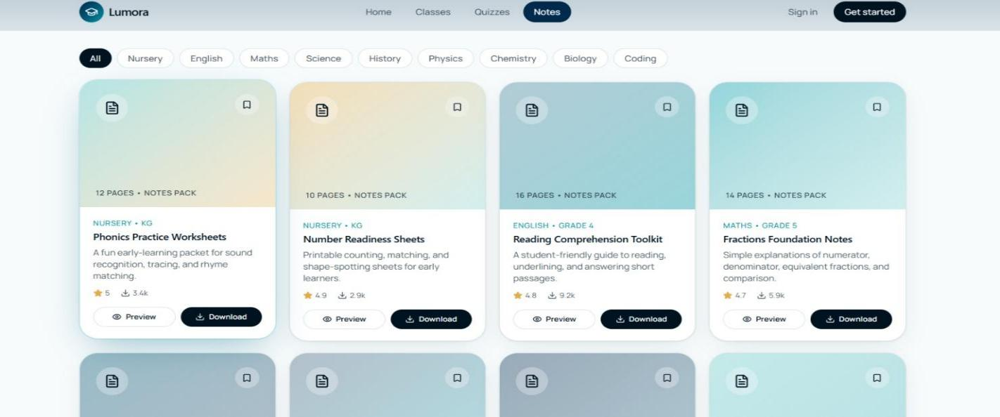 Lumora
Home Classes Quizzes Notes
Sign in Get started
All Nursery English Maths Science History Physics Chemistry Biology Coding
12 PAGES • NOTES PACK
NURSERY • KG
Phonics Practice Worksheets
A fun early-learning packet for sound
recognition, tracing, and rhyme
matching.
5 3.4k
Preview Download
10 PAGES • NOTES PACK
NURSERY • KG
Number Readiness Sheets
Printable counting, matching, and
shape-spotting sheets for early
learners.
4.9 2.9k
Preview Download
16 PAGES • NOTES PACK
ENGLISH • GRADE 4
Reading Comprehension Toolkit
A student-friendly guide to reading,
underlining, and answering short
passages.
4.8 9.2k
Preview Download
14 PAGES • NOTES PACK
MATHS • GRADE 5
Fractions Foundation Notes
Simple explanations of numerator,
denominator, equivalent fractions, and
comparison.
4.7 5.9k
Preview Download